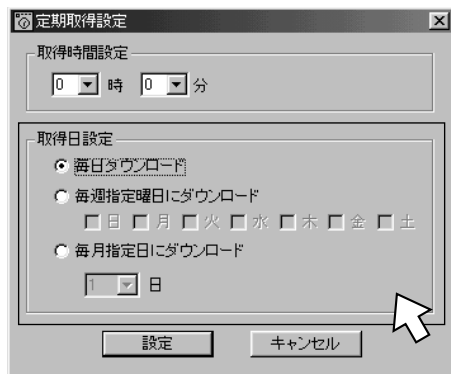 定期取得設定
取得時間設定
0 時 0 分
取得日設定
毎日ダウンロード
毎週指定曜日にダウンロード
日 月 火 水 木 金 土
毎月指定日にダウンロード
1 日
設定 キャンセル